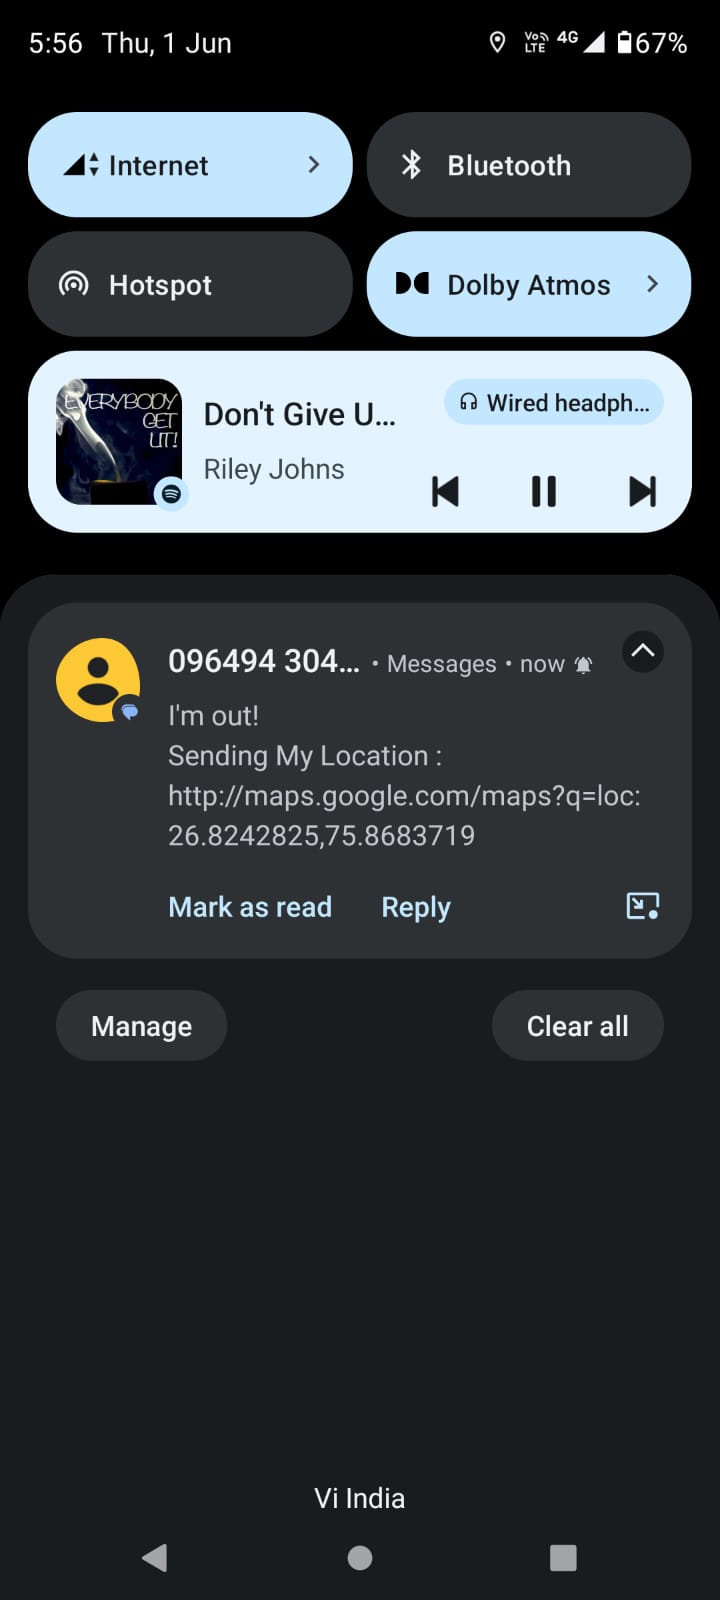 5:56 Thu, 1 Jun
Vo)) LTE 4G 67%
Internet
Bluetooth
Hotspot
Dolby Atmos
EVERYBODY
GET
LIT!
Don't Give U...
Wired headph...
Riley Johns
096494 304... • Messages • now
I'm out!
Sending My Location :
http://maps.google.com/maps?q=loc:
26.8242825,75.8683719
Mark as read Reply
Manage
Clear all
Vi India